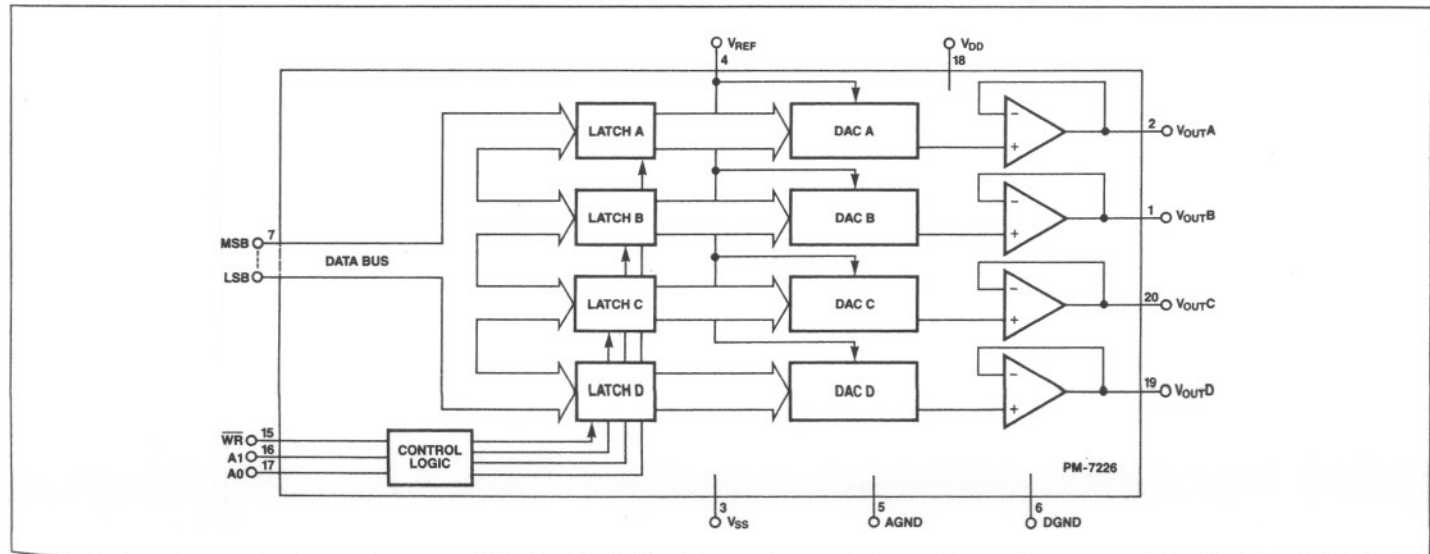 VREF
4
VDD
18
LATCH A
DAC A
−
+
2
VOUTA
LATCH B
DAC B
−
+
1
VOUTB
MSB
7
DATA BUS
LSB
LATCH C
DAC C
−
+
20
VOUTC
LATCH D
DAC D
−
+
19
VOUTD
WR
15
A1
16
A0
17
CONTROL
LOGIC
PM-7226
3
VSS
5
AGND
6
DGND